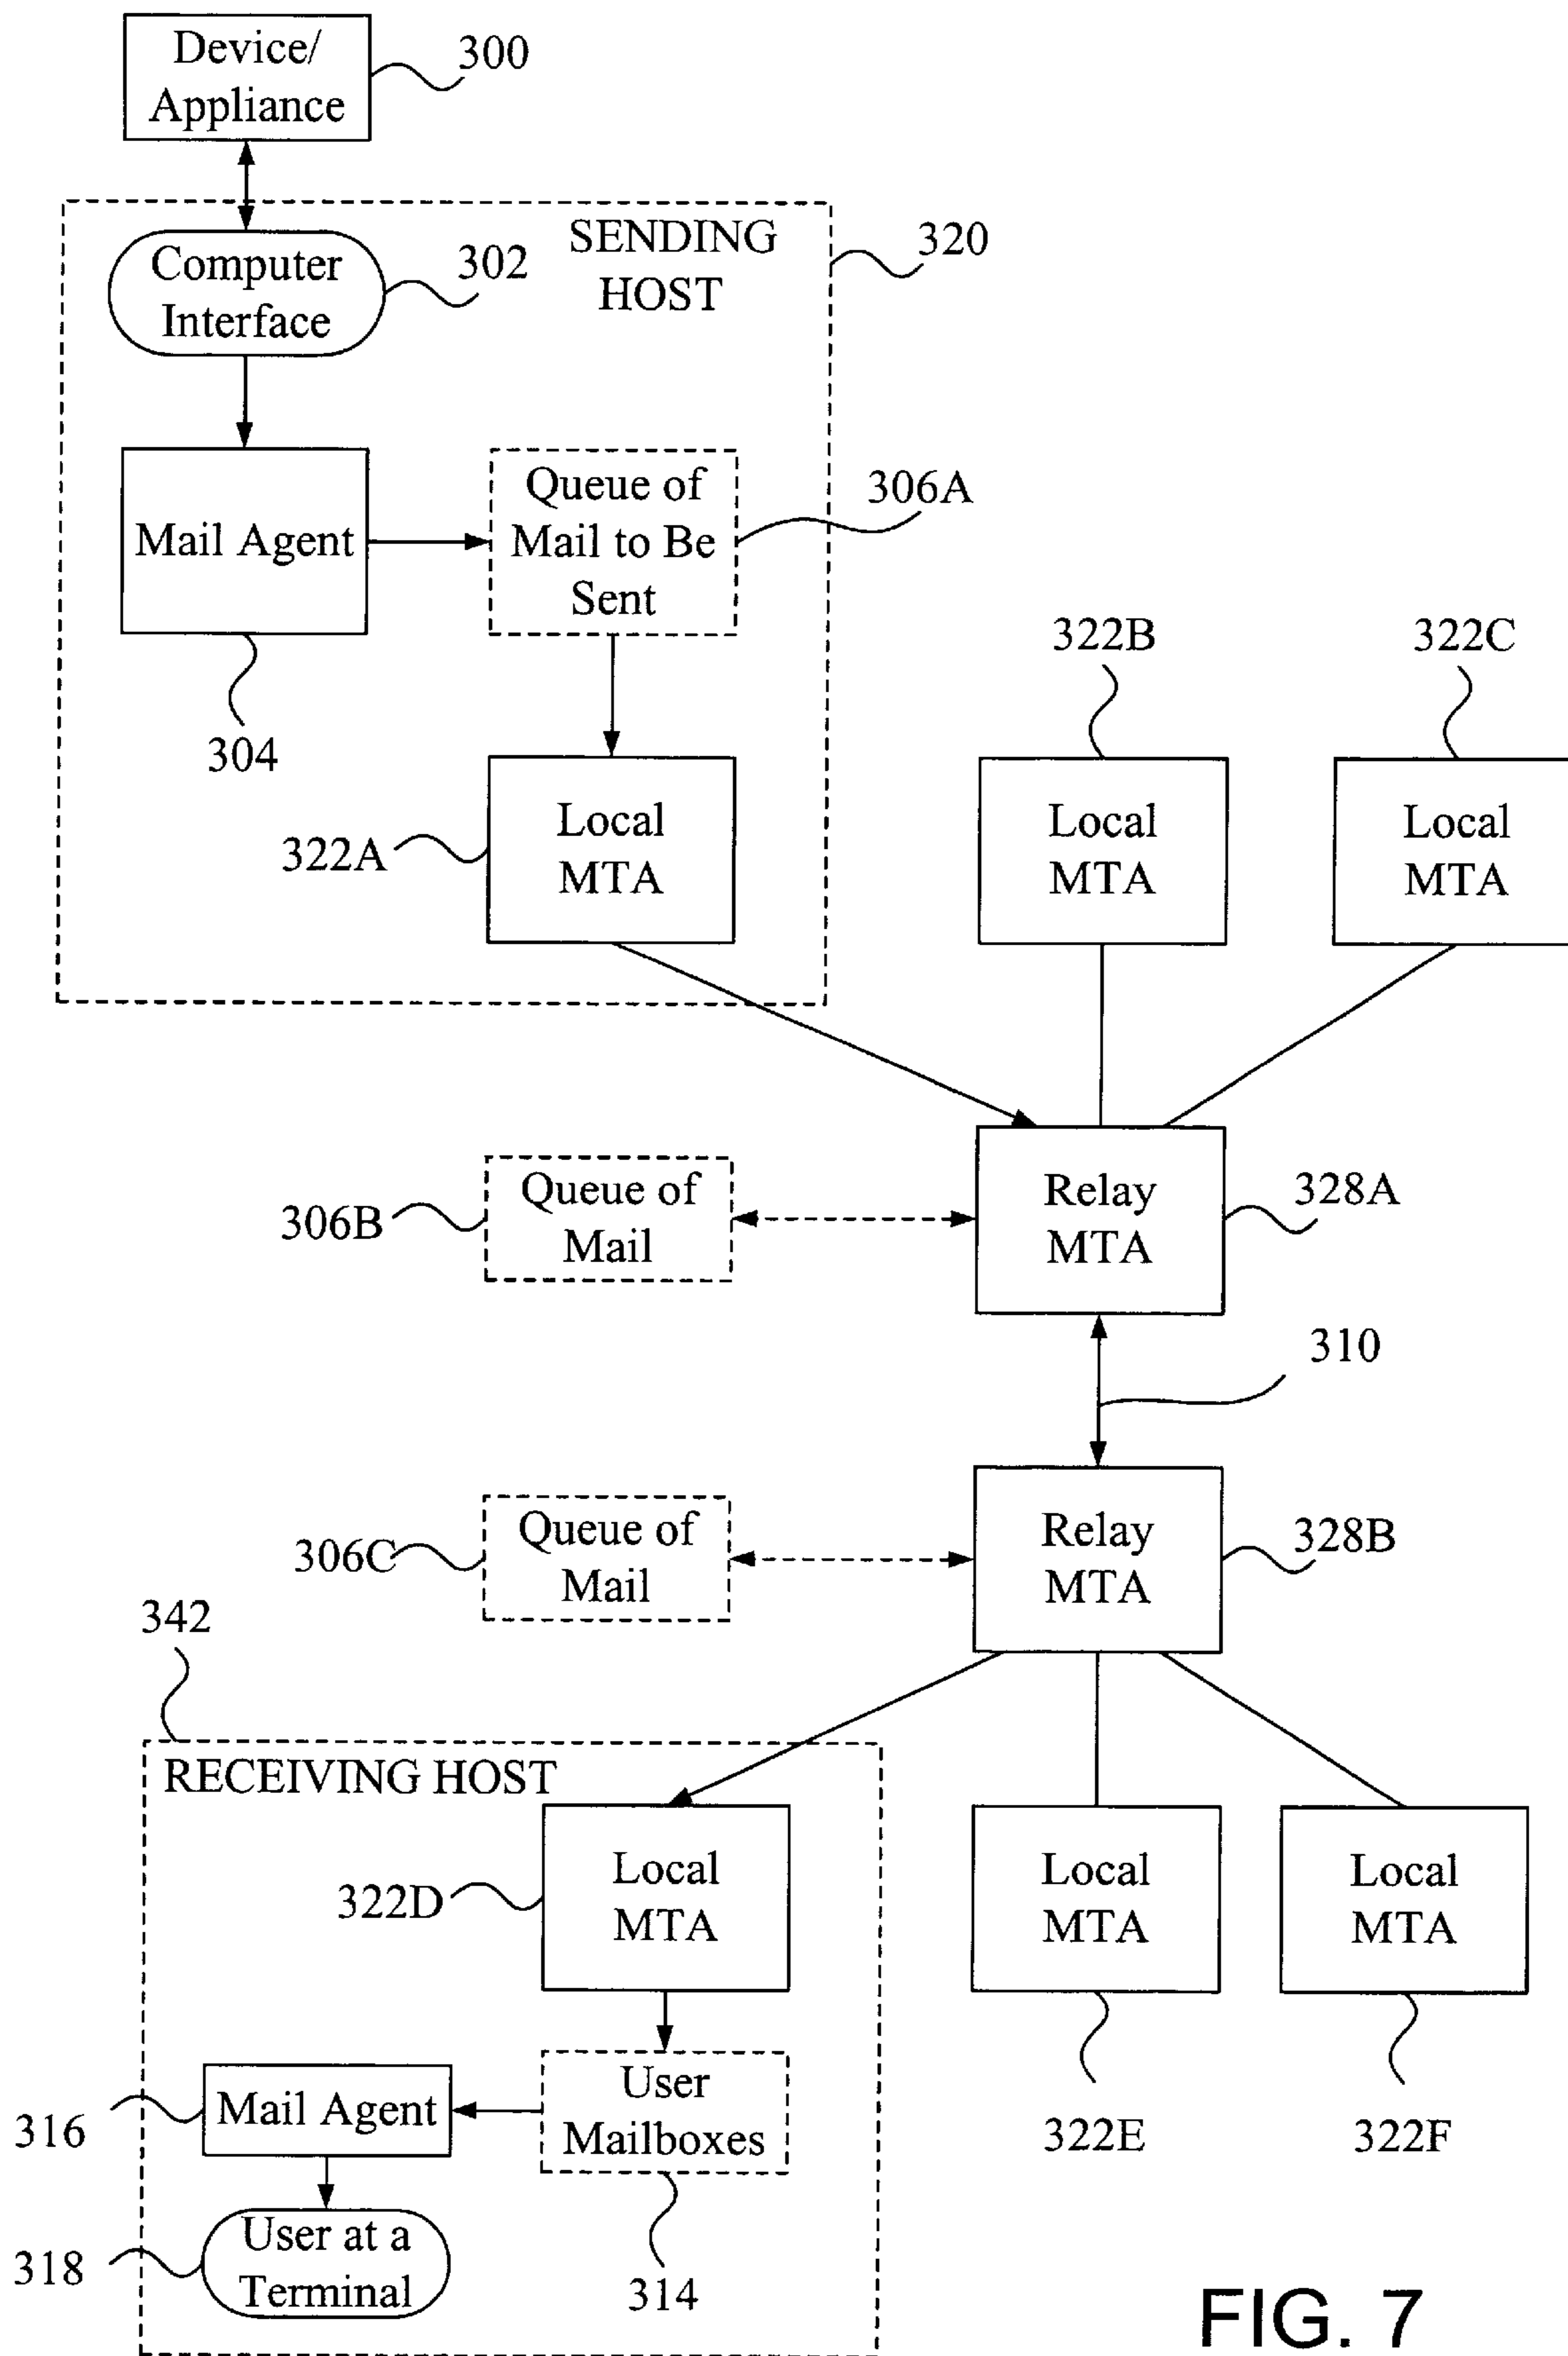 Device/
Appliance
300
SENDING
HOST
320
Computer
Interface
302
Mail Agent
304
Queue of
Mail to Be
Sent
306A
322A
Local
MTA
322B
Local
MTA
322C
Local
MTA
306B
Queue of
Mail
Relay
MTA
328A
310
306C
Queue of
Mail
Relay
MTA
328B
342
RECEIVING HOST
322D
Local
MTA
Local
MTA
322E
Local
MTA
322F
316
Mail Agent
User
Mailboxes
314
318
User at a
Terminal
FIG. 7